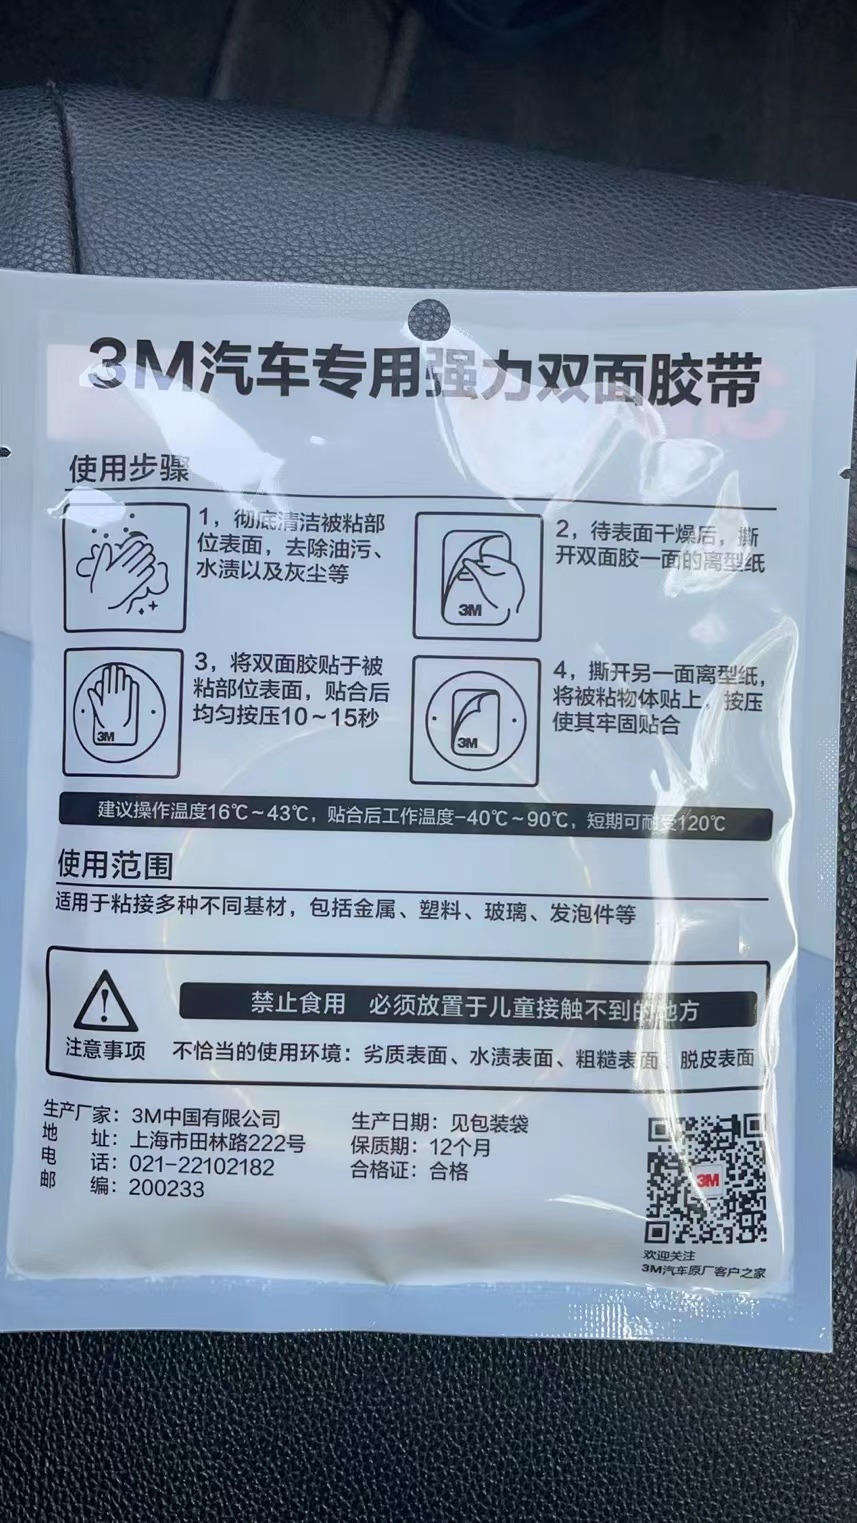 3M汽车专用强力双面胶带
使用步骤
1，彻底清洁被粘部
位表面，去除油污、
水渍以及灰尘等
2，待表面干燥后，撕
开双面胶一面的离型纸
3M
3，将双面胶贴于被
粘部位表面，贴合后
均匀按压10～15秒
3M
4，撕开另一面离型纸，
将被粘物体贴上，按压
使其牢固贴合
3M
建议操作温度16℃～43℃，贴合后工作温度-40℃～90℃，短期可耐受120℃
使用范围
适用于粘接多种不同基材，包括金属、塑料、玻璃、发泡件等
禁止食用 必须放置于儿童接触不到的地方
注意事项 不恰当的使用环境：劣质表面、水渍表面、粗糙表面、脱皮表面
生产厂家：3M中国有限公司
地 址：上海市田林路222号
电 话：021-22102182
邮 编：200233
生产日期：见包装袋
保质期：12个月
合格证：合格
3M
欢迎关注
3M汽车原厂客户之家